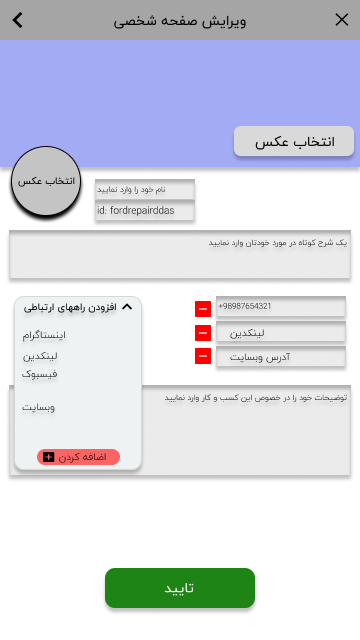 ویرایش صفحه شخصی
انتخاب عکس
انتخاب عکس
نام خود را وارد نمایید
id: fordrepairddas
یک شرح کوتاه در مورد خودتان وارد نمایید
+98987654321
لینکدین
آدرس وبسایت
افزودن راههای ارتباطی
اینستاگرام
لینکدین
فیسبوک
وبسایت
اضافه کردن
توضیحات خود را در خصوص این کسب و کار وارد نمایید
تایید